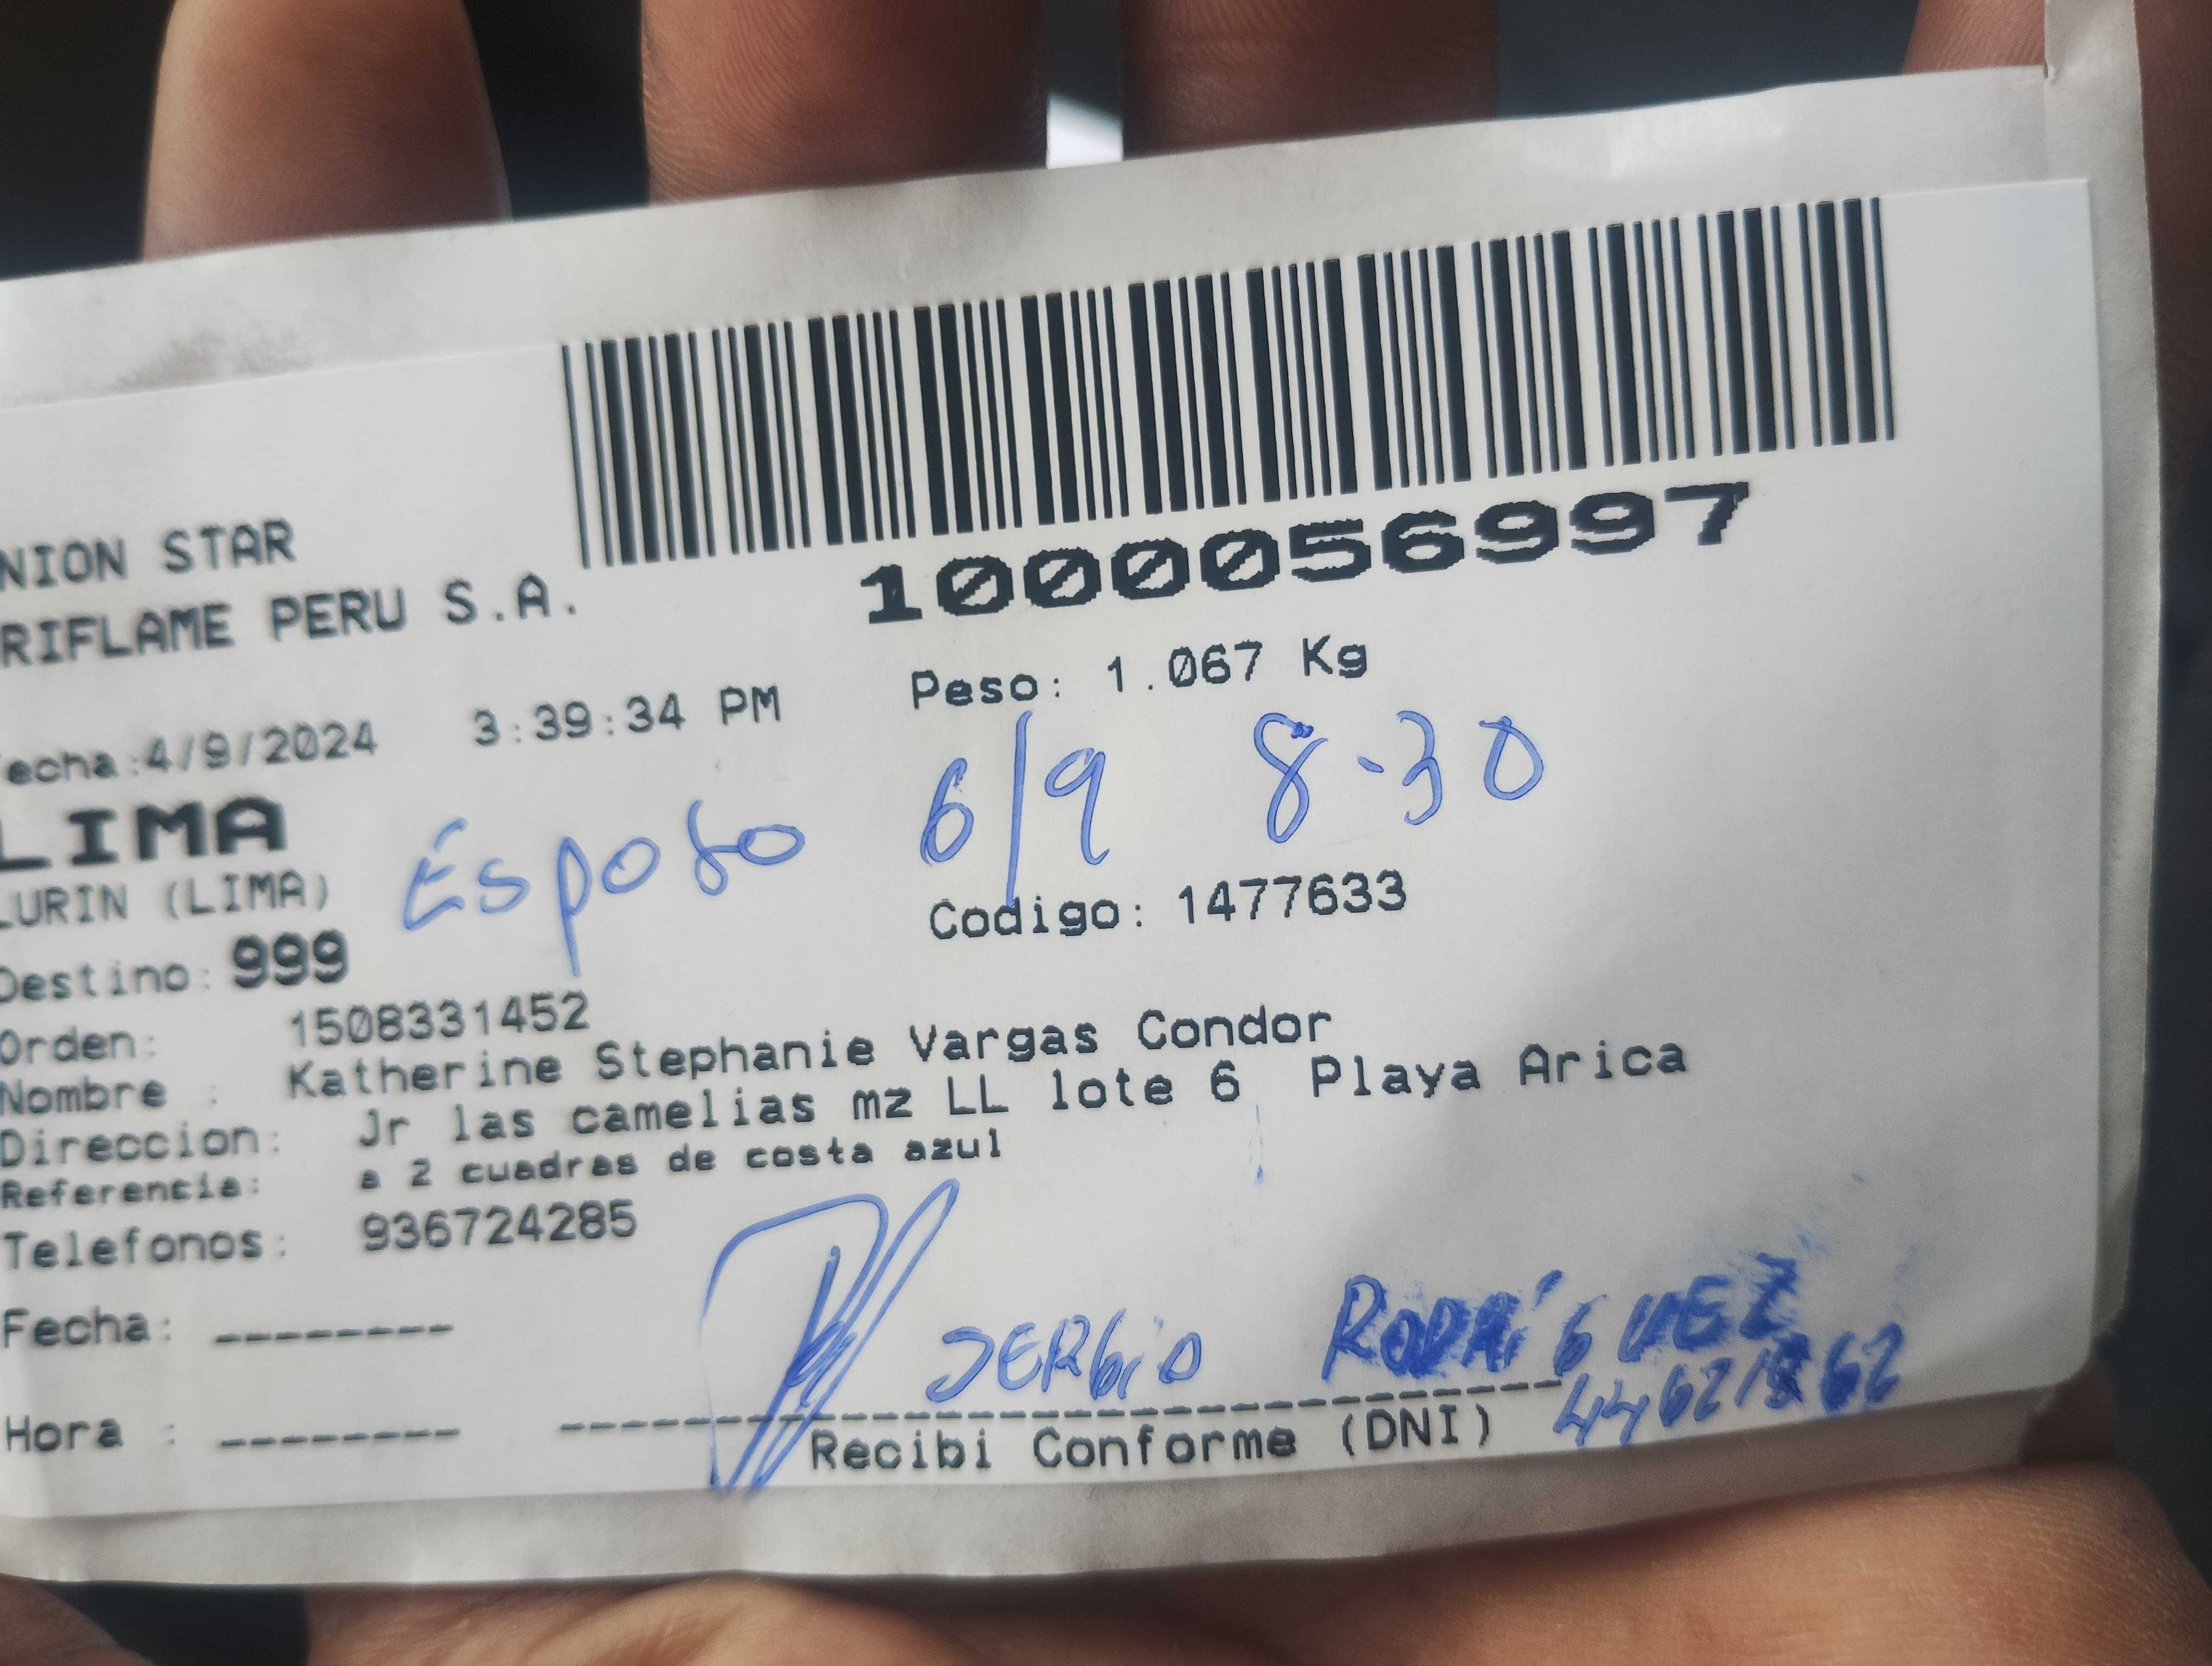 1000056997
NION STAR
RIFLAME PERU S.A.
Peso: 1.067 Kg
echa:4/9/2024 3:39:34 PM
LIMA
Esposo 6/9 8-30
LURIN (LIMA)
Codigo: 1477633
Destino: 999
Orden: 1508331452
Nombre : Katherine Stephanie Vargas Condor
Direccion: Jr las camelias mz LL lote 6 Playa Arica
Referencia: a 2 cuadras de costa azul
Telefonos: 936724285
Fecha: ---------
SERGIO RODRÍGUEZ
Hora : ---------
Recibi Conforme (DNI)